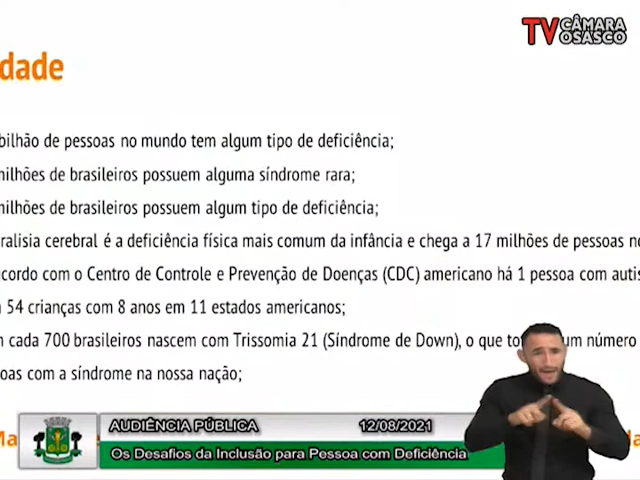 TV CÂMARA
OSASCO
dade
bilhão de pessoas no mundo tem algum tipo de deficiência;
milhões de brasileiros possuem alguma síndrome rara;
milhões de brasileiros possuem algum tipo de deficiência;
ralisia cerebral é a deficiência física mais comum da infância e chega a 17 milhões de pessoas no
acordo com o Centro de Controle e Prevenção de Doenças (CDC) americano há 1 pessoa com autis
54 crianças com 8 anos em 11 estados americanos;
cada 700 brasileiros nascem com Trissomia 21 (Síndrome de Down), o que to um número
oas com a síndrome na nossa nação;
AUDIÊNCIA PÚBLICA 12/08/2021
Os Desafios da Inclusão para Pessoa com Deficiência